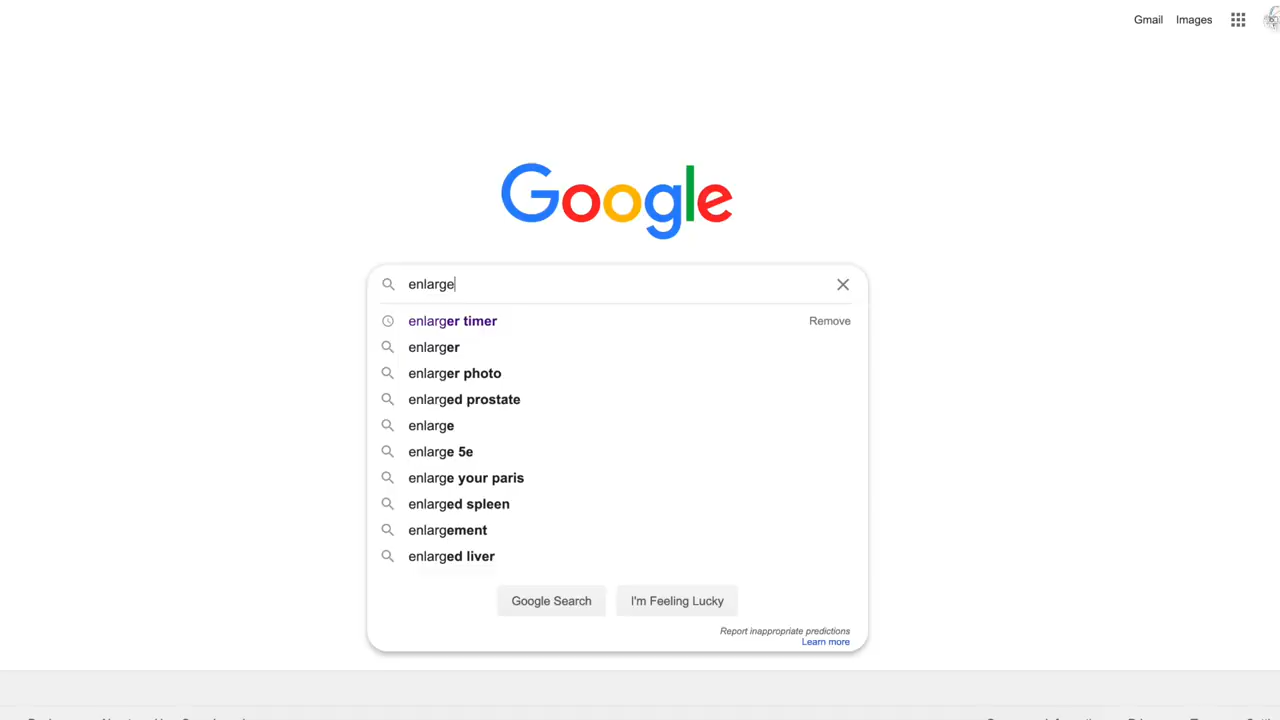 Gmail Images
Google
enlarge
enlarger timer Remove
enlarger
enlarger photo
enlarged prostate
enlarge
enlarge 5e
enlarge your paris
enlarged spleen
enlargement
enlarged liver
Google Search I'm Feeling Lucky
Report inappropriate predictions
Learn more